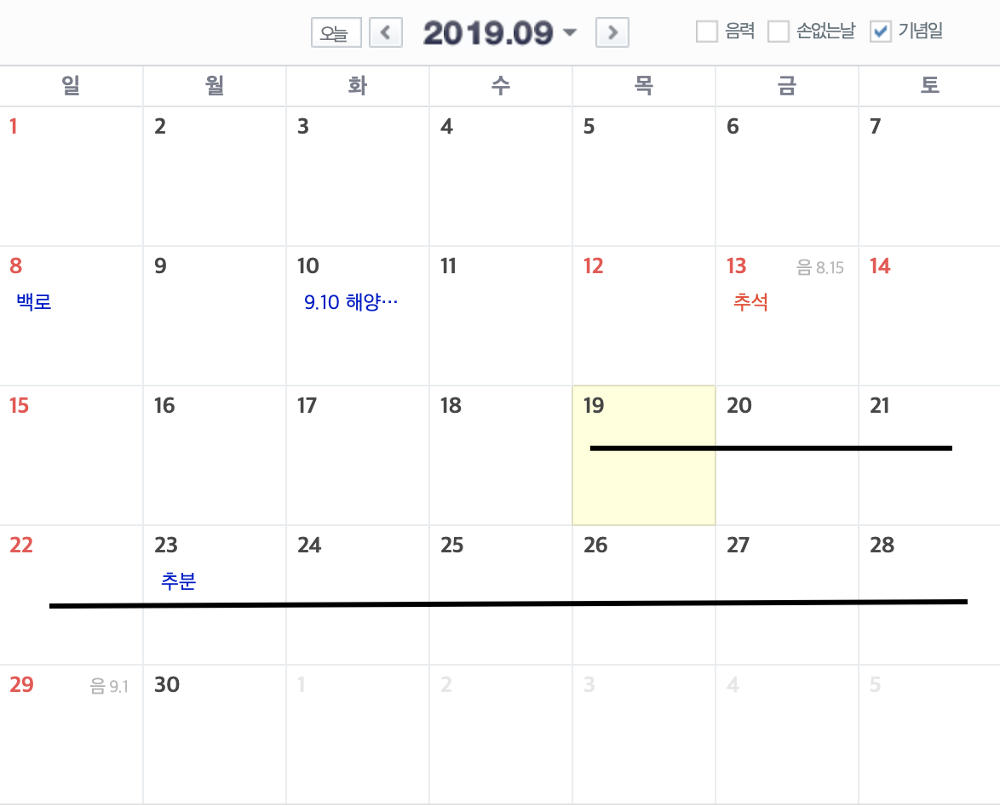 오늘 2019.09 음력 손없는날 기념일
일 월 화 수 목 금 토
1 2 3 4 5 6 7
8 9 10 11 12 13 음 8.15 14
백로 9.10 해양… 추석
15 16 17 18 19 20 21
22 23 24 25 26 27 28
추분
29 음 9.1 30 1 2 3 4 5